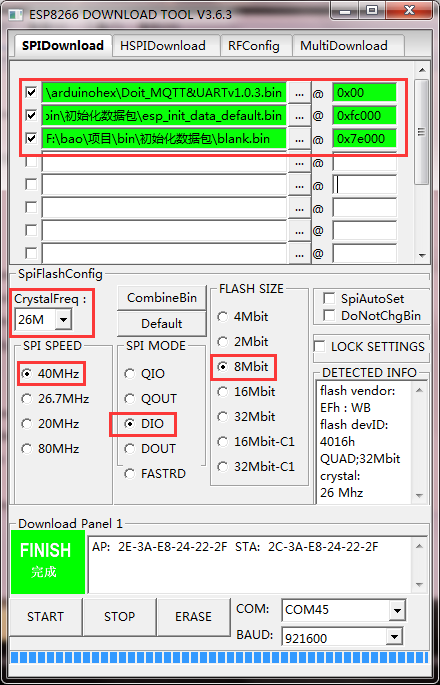 ESP8266 DOWNLOAD TOOL V3.6.3
SPIDownload HSPIDownload RFConfig MultiDownload
\arduinohex\Doit_MQTT&UARTv1.0.3.bin ... @ 0x00
bin\初始化数据包\esp_init_data_default.bin ... @ 0xfc000
F:\bao\项目\bin\初始化数据包\blank.bin ... @ 0x7e000
... @
... @
... @
... @
... @
SpiFlashConfig
CrystalFreq :
26M
CombineBin
Default
SPI SPEED
40MHz
26.7MHz
20MHz
80MHz
SPI MODE
QIO
QOUT
DIO
DOUT
FASTRD
FLASH SIZE
4Mbit
2Mbit
8Mbit
16Mbit
32Mbit
16Mbit-C1
32Mbit-C1
SpiAutoSet
DoNotChgBin
LOCK SETTINGS
DETECTED INFO
flash vendor:
EFh : WB
flash devID:
4016h
QUAD;32Mbit
crystal:
26 Mhz
Download Panel 1
FINISH
完成
AP: 2E-3A-E8-24-22-2F STA: 2C-3A-E8-24-22-2F
START STOP ERASE
COM: COM45
BAUD: 921600